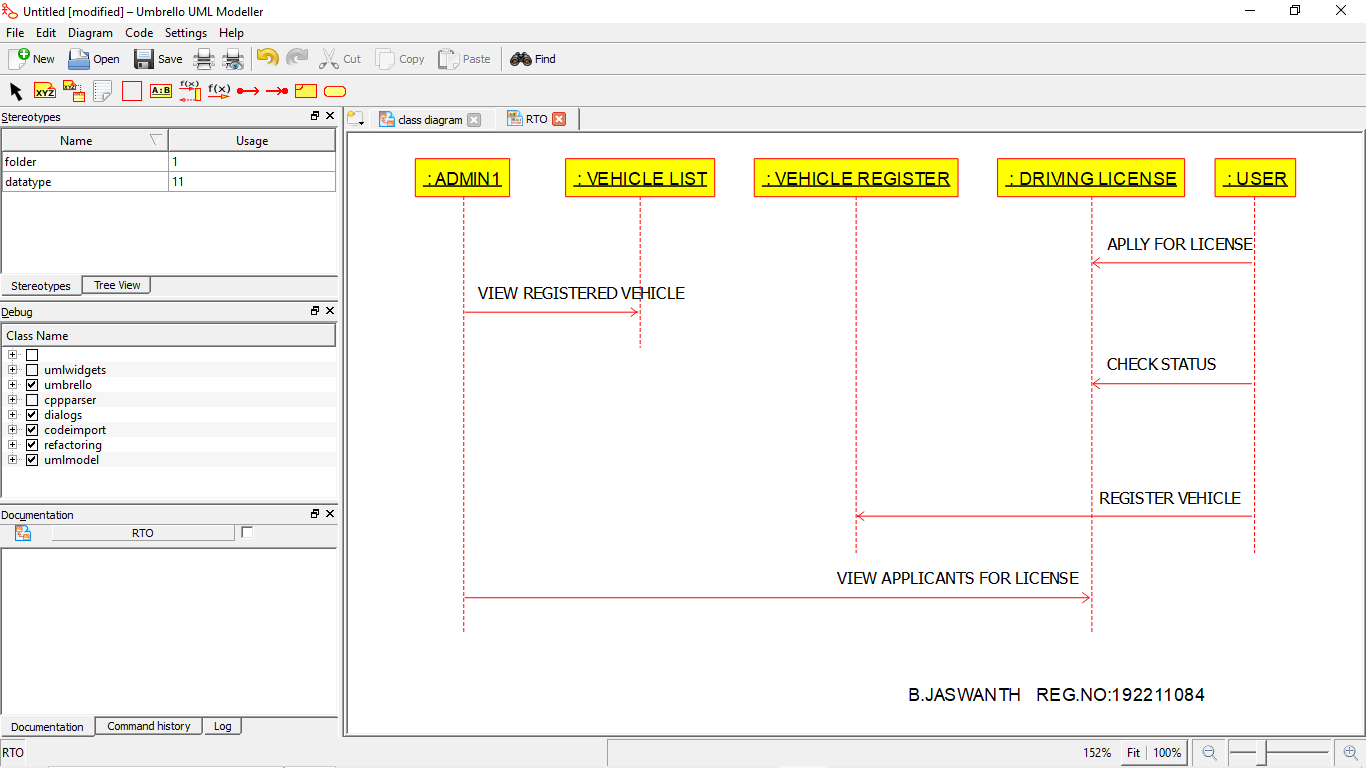 Untitled [modified] – Umbrello UML Modeller
File Edit Diagram Code Settings Help
New Open Save Cut Copy Paste Find
XYZ XYZ A:B f(x) f(x)
Stereotypes
Name Usage
folder 1
datatype 11
Stereotypes Tree View
Debug
Class Name
umlwidgets
umbrello
cppparser
dialogs
codeimport
refactoring
umlmodel
Documentation
RTO
Documentation Command history Log
RTO
class diagram RTO
: ADMIN1 : VEHICLE LIST : VEHICLE REGISTER : DRIVING LICENSE : USER
APLLY FOR LICENSE
VIEW REGISTERED VEHICLE
CHECK STATUS
REGISTER VEHICLE
VIEW APPLICANTS FOR LICENSE
B.JASWANTH REG.NO:192211084
152% Fit 100%